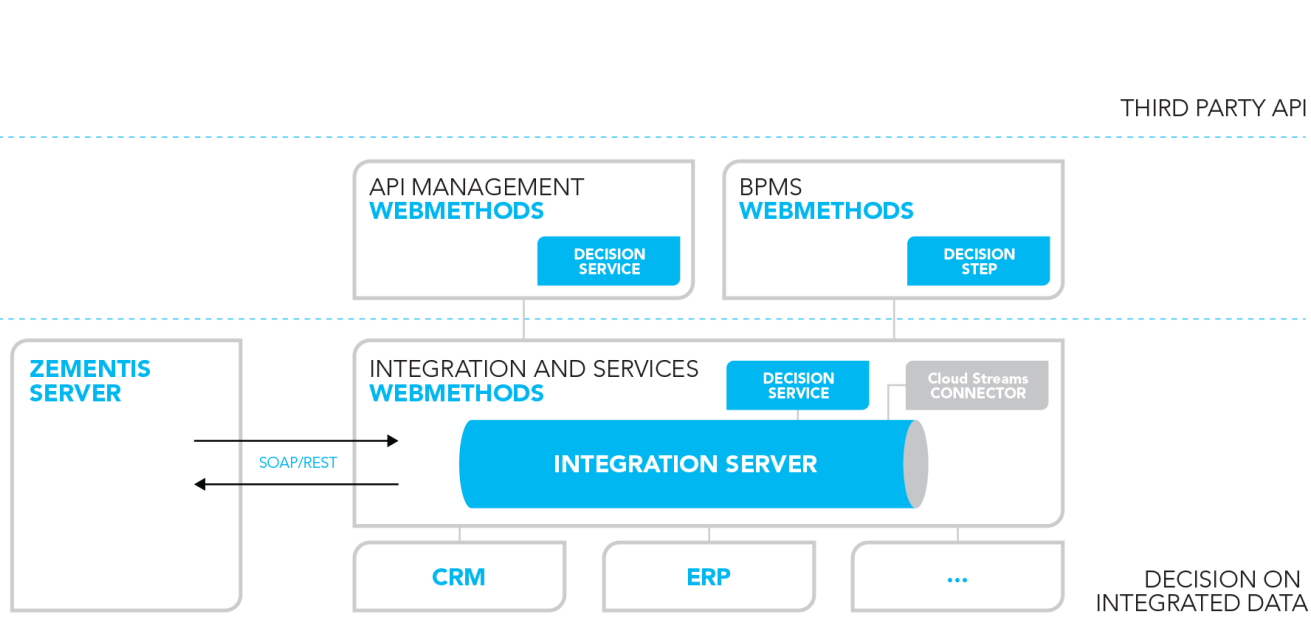 THIRD PARTY API
API MANAGEMENT
WEBMETHODS
DECISION
SERVICE
BPMS
WEBMETHODS
DECISION
STEP
ZEMENTIS
SERVER
SOAP/REST
INTEGRATION AND SERVICES
WEBMETHODS
DECISION
SERVICE
Cloud Streams
CONNECTOR
INTEGRATION SERVER
CRM
ERP
...
DECISION ON
INTEGRATED DATA